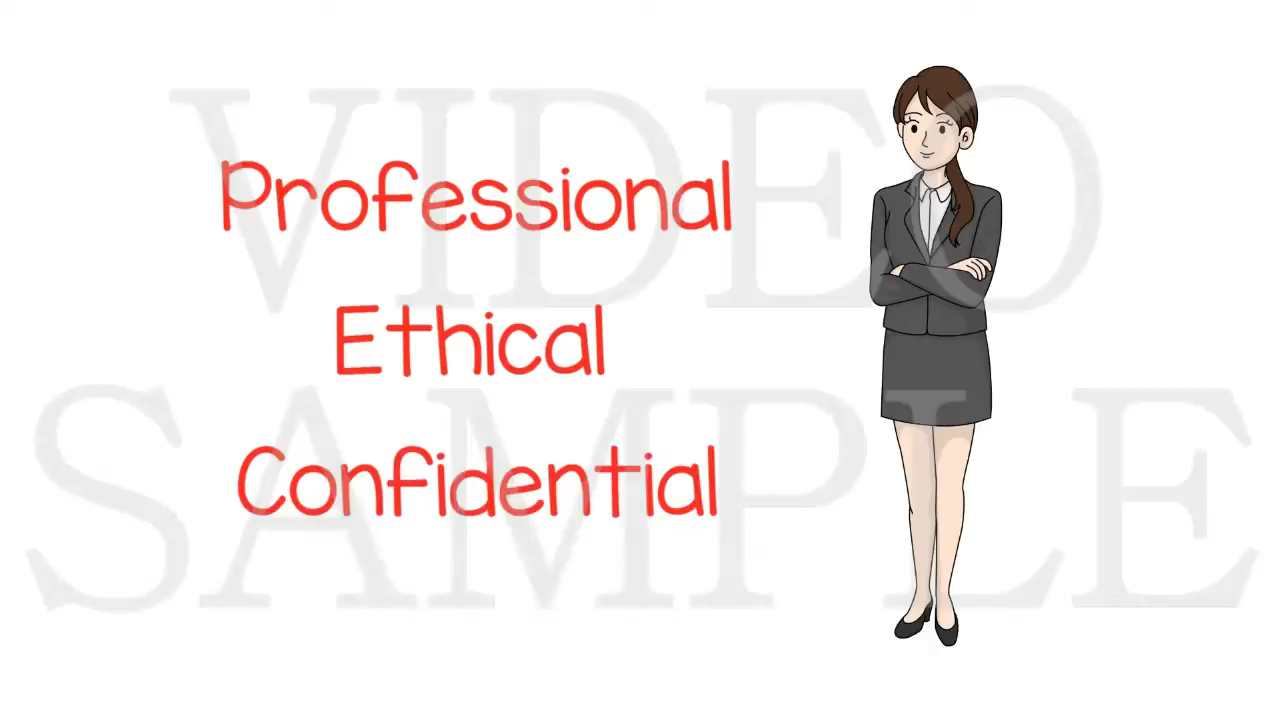 VIDEO
Professional
Ethical
SAMPLE
Confidential